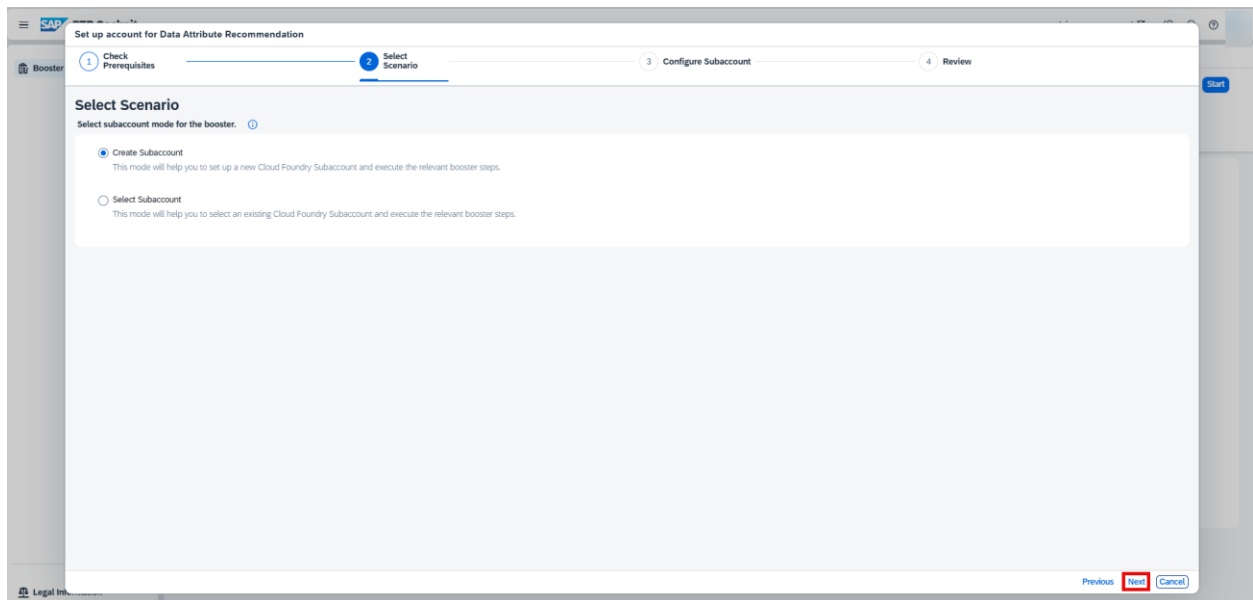 SAP
Set up account for Data Attribute Recommendation
1 Check Prerequisites
2 Select Scenario
3 Configure Subaccount
4 Review
Booster
Start
Select Scenario
Select subaccount mode for the booster.
Create Subaccount
This mode will help you to set up a new Cloud Foundry Subaccount and execute the relevant booster steps.
Select Subaccount
This mode will help you to select an existing Cloud Foundry Subaccount and execute the relevant booster steps.
Previous Next Cancel
Legal In